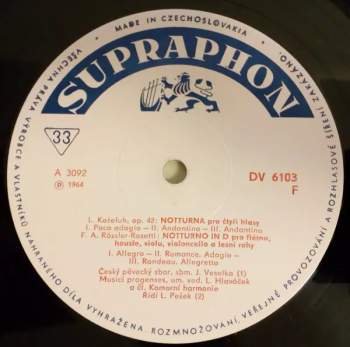 MADE IN CZECHOSLOVAKIA
SUPRAPHON
33
A 3092
℗ 1964
DV 6103
F
L. Koželuh, op. 42: NOTTURNA pro čtyři hlasy
I. Poco adagio – II. Andantino – III. Andantino
F. A. Rössler-Rosetti: NOTTURNO IN D pro flétnu,
housle, violu, violoncello a lesní rohy
I. Allegro – II. Romance. Adagio –
III. Rondeau. Allegretto
Český pěvecký sbor, sbm. J. Veselka (1)
Musici pragenses, um. ved. L. Hlaváček
a čl. Komorní harmonie
Řídí L. Pešek (2)
VŠECHNA PRÁVA VÝROBCE A VLASTNÍKŮ NAHRANÉHO DÍLA VYHRAŽENA. ROZMNOŽOVÁNÍ, VEŘEJNÉ PROVOZOVÁNÍ A ROZHLASOVÉ ŠÍŘENÍ ZAKÁZÁNO.